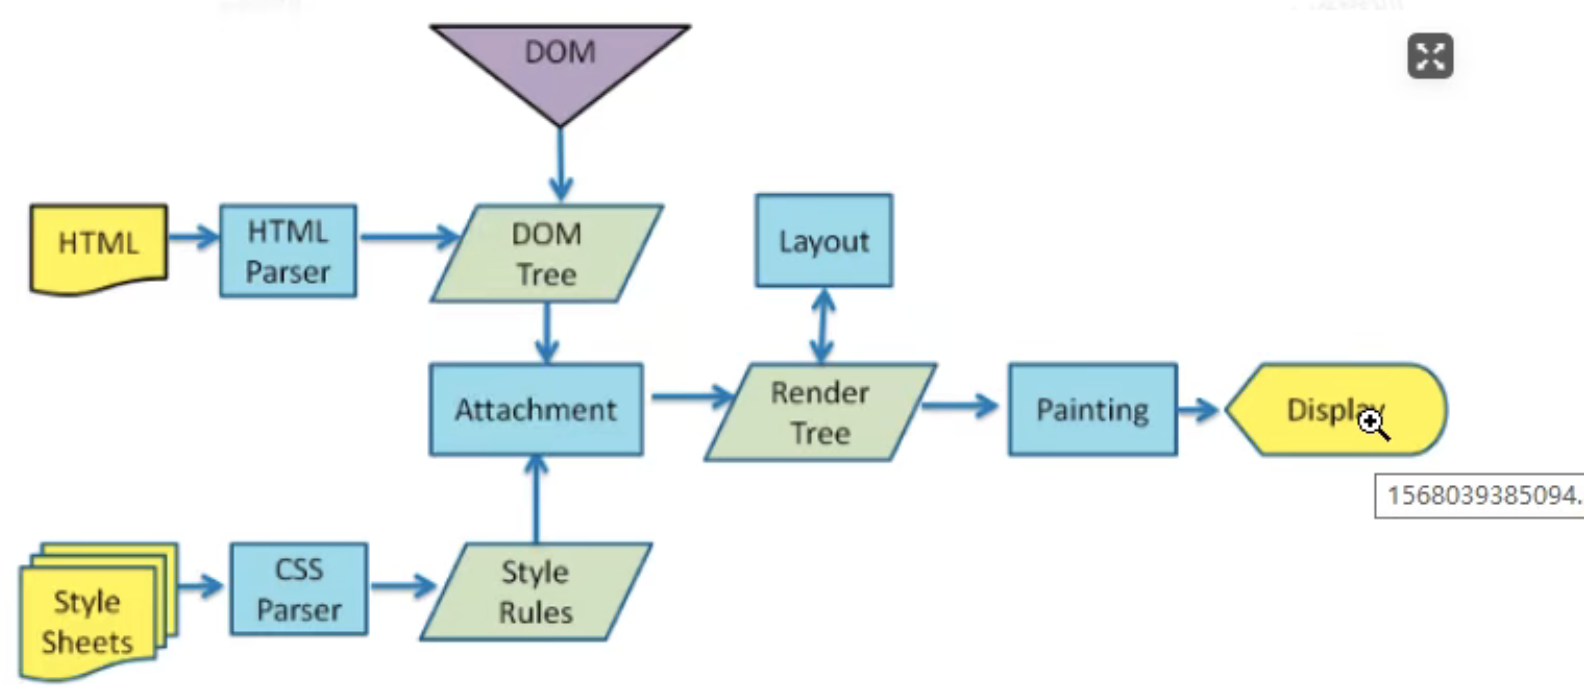 DOM
HTML
HTML
Parser
DOM
Tree
Layout
Attachment
Render
Tree
Painting
Display
1568039385094.
Style
Sheets
CSS
Parser
Style
Rules